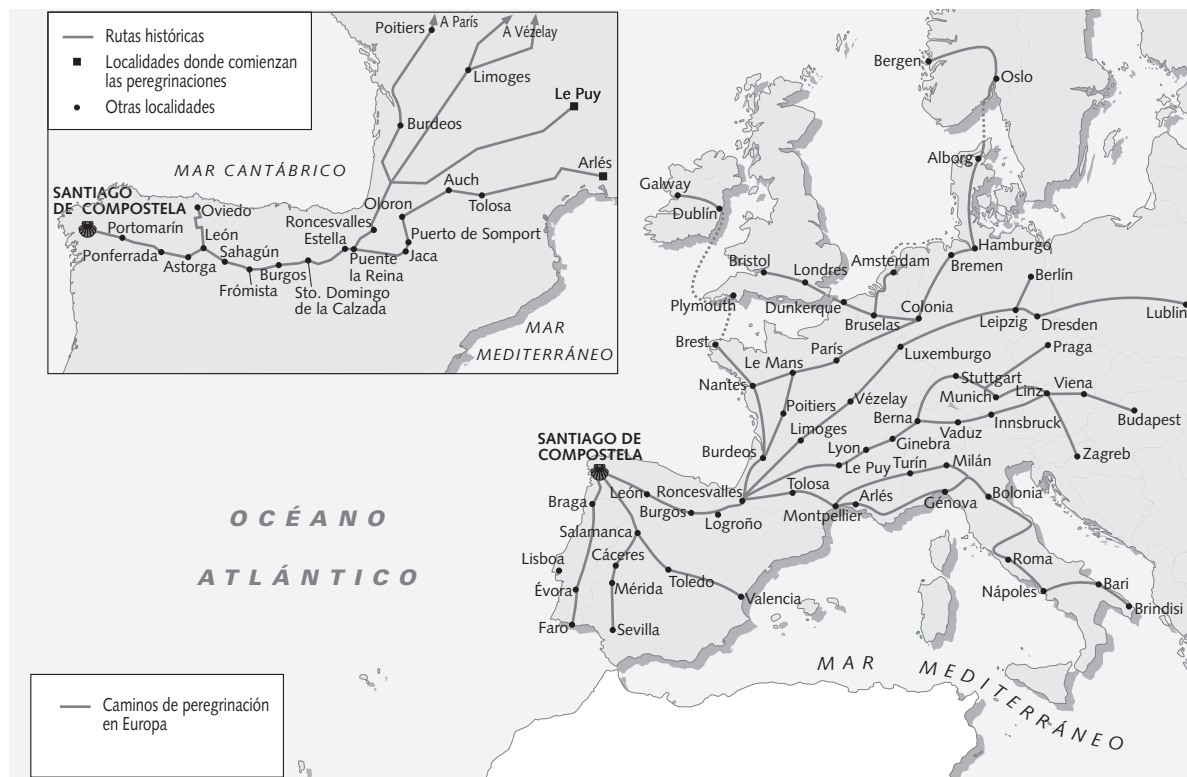 Rutas históricas
Localidades donde comienzan
las peregrinaciones
Otras localidades
A París
A Vézelay
Poitiers
Limoges
Le Puy
Burdeos
MAR CANTÁBRICO
Arlés
Auch
Tolosa
SANTIAGO
DE COMPOSTELA
Oviedo
Oloron
Roncesvalles
Portomarín
León
Estella
Puerto de Somport
Sahagún
Puente
la Reina
Jaca
Ponferrada
Astorga
Burgos
Frómista
Sto. Domingo
de la Calzada
MAR
MEDITERRÁNEO
Bergen
Oslo
Alborg
Galway
Dublín
Hamburgo
Bremen
Bristol
Londres
Amsterdam
Berlín
Plymouth
Dunkerque
Colonia
Bruselas
Leipzig
Dresden
Lublin
Brest
París
Luxemburgo
Praga
Le Mans
Stuttgart
Nantes
Munich
Linz
Viena
Vézelay
Poitiers
Berna
Innsbruck
Budapest
Limoges
Vaduz
SANTIAGO DE
COMPOSTELA
Lyon
Ginebra
Zagreb
Burdeos
Le Puy
Turín
Milán
León
Roncesvalles
Tolosa
Braga
Burgos
Logroño
Arlés
Montpellier
Génova
Bolonia
OCÉANO
ATLÁNTICO
Salamanca
Cáceres
Lisboa
Toledo
Roma
Évora
Mérida
Valencia
Nápoles
Bari
Brindisi
Faro
Sevilla
MAR MEDITERRÁNEO
Caminos de peregrinación
en Europa